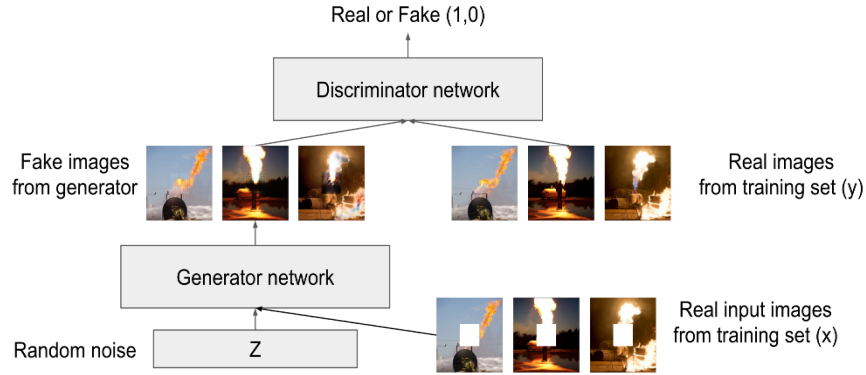 Real or Fake (1,0)
Discriminator network
Fake images
from generator
Real images
from training set (y)
Generator network
Real input images
from training set (x)
Random noise
Z